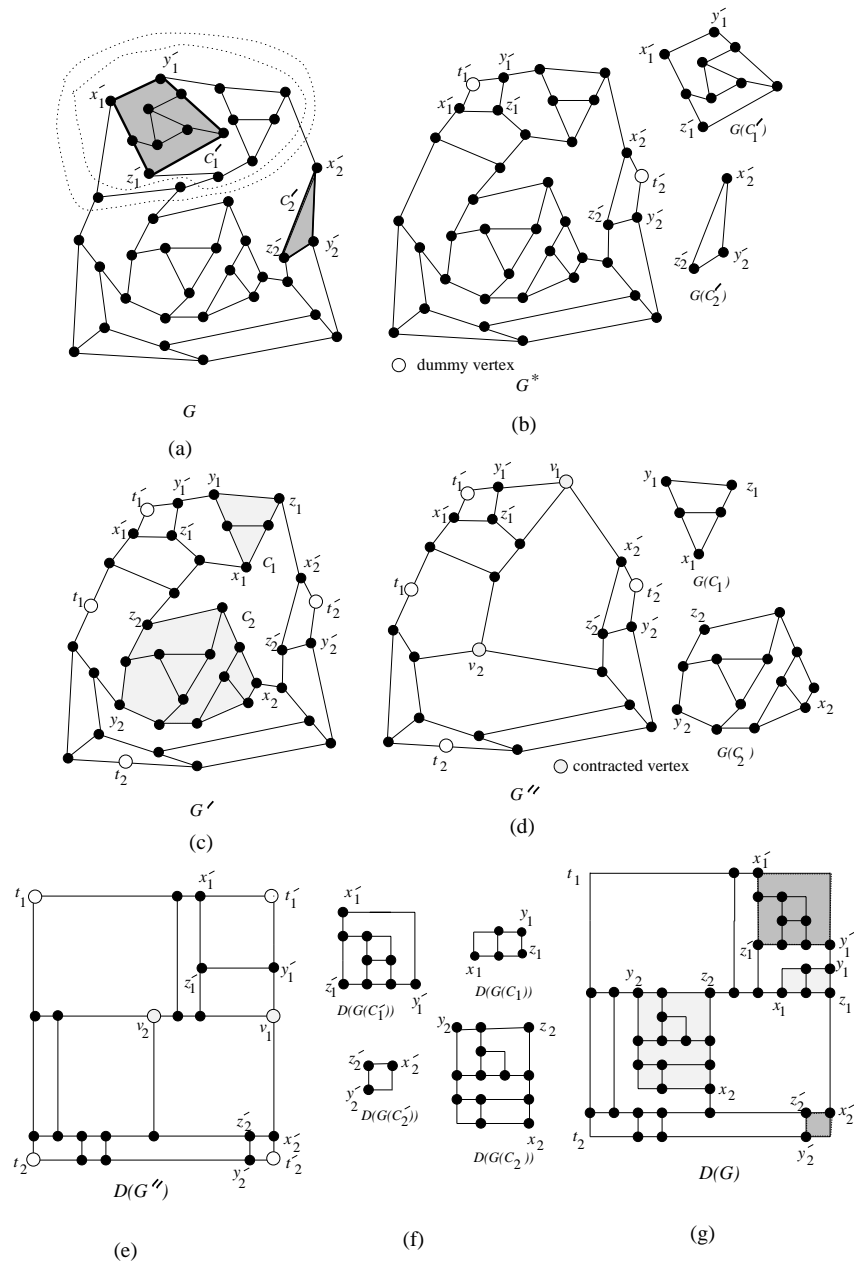 y′1
x′1
C′1
z′1
x′2
C′2
z′2
y′2
G
(a)
t′1
y′1
x′1
z′1
x′2
t′2
z′2
y′2
dummy vertex
G*
(b)
y′1
x′1
z′1
G(C′1)
x′2
z′2
y′2
G(C′2)
t′1
y′1
y1
z1
x′1
z′1
x1
C1
x′2
t1
t′2
z2
C2
z′2
y′2
x2
y2
t2
G′
(c)
t′1
y′1
v1
x′1
z′1
x′2
t1
t′2
z′2
y′2
v2
t2
contracted vertex
G″
(d)
y1
z1
x1
G(C1)
z2
y2
x2
G(C2)
t1
x′1
t′1
z′1
y′1
v2
v1
z′2
x′2
t2
y′2
t′2
D(G″)
(e)
x′1
z′1
y′1
D(G(C′1))
y1
z1
x1
D(G(C1))
z′2
x′2
y′2
D(G(C′2))
y2
z2
x2
D(G(C2))
(f)
t1
x′1
z′1
y′1
y1
y2
z2
x1
z1
x2
z′2
x′2
t2
y′2
D(G)
(g)